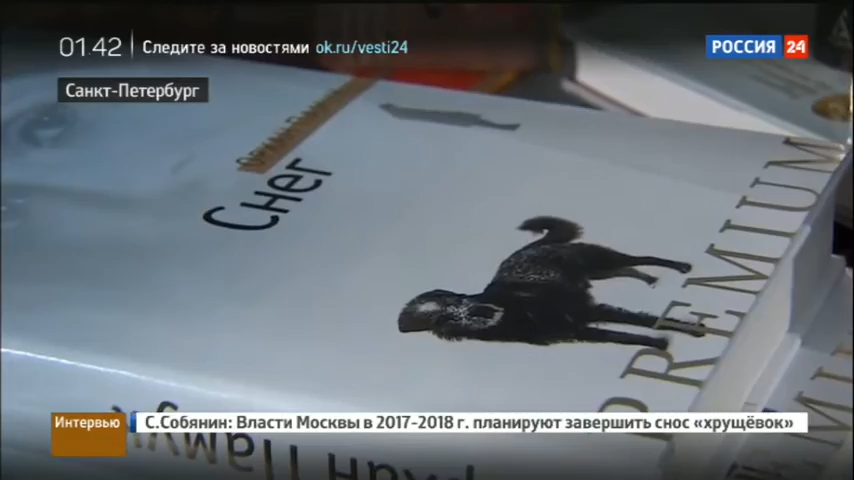 01:42
Следите за новостями ok.ru/vesti24
РОССИЯ 24
Санкт-Петербург
Снег
PREMIUM
Интервью
С.Собянин: Власти Москвы в 2017-2018 г. планируют завершить снос «хрущёвок»